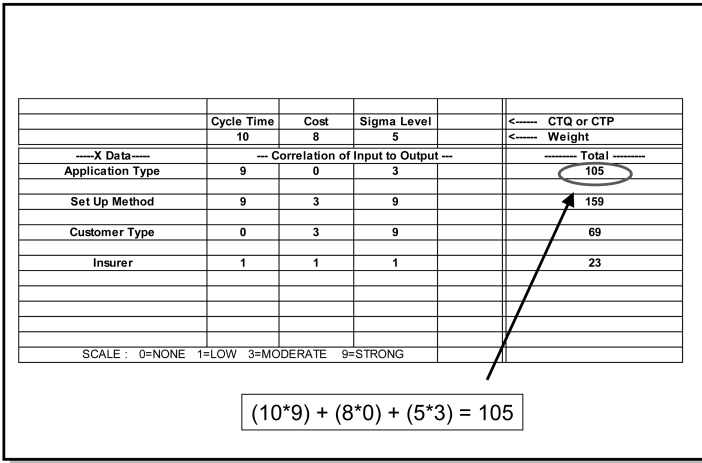 Cycle Time Cost Sigma Level <------ CTQ or CTP
10 8 5 <------ Weight
-----X Data----- --- Correlation of Input to Output --- --------- Total ---------
Application Type 9 0 3 105
Set Up Method 9 3 9 159
Customer Type 0 3 9 69
Insurer 1 1 1 23
SCALE : 0=NONE 1=LOW 3=MODERATE 9=STRONG
(10*9) + (8*0) + (5*3) = 105